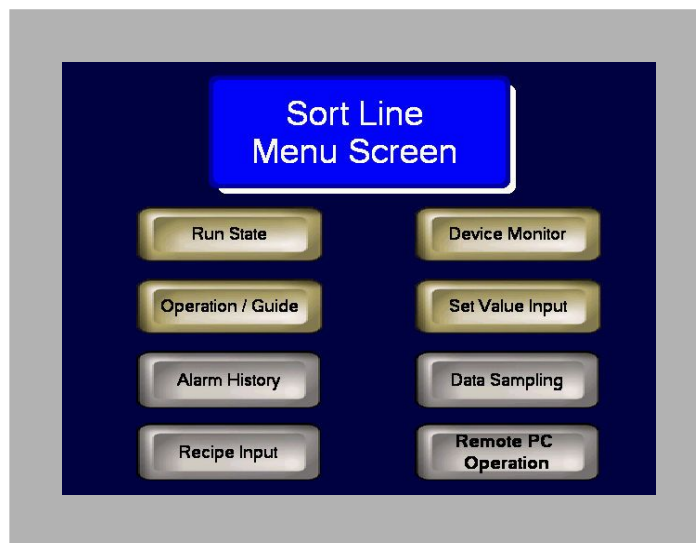 Sort Line
Menu Screen
Run State
Device Monitor
Operation / Guide
Set Value Input
Alarm History
Data Sampling
Recipe Input
Remote PC
Operation